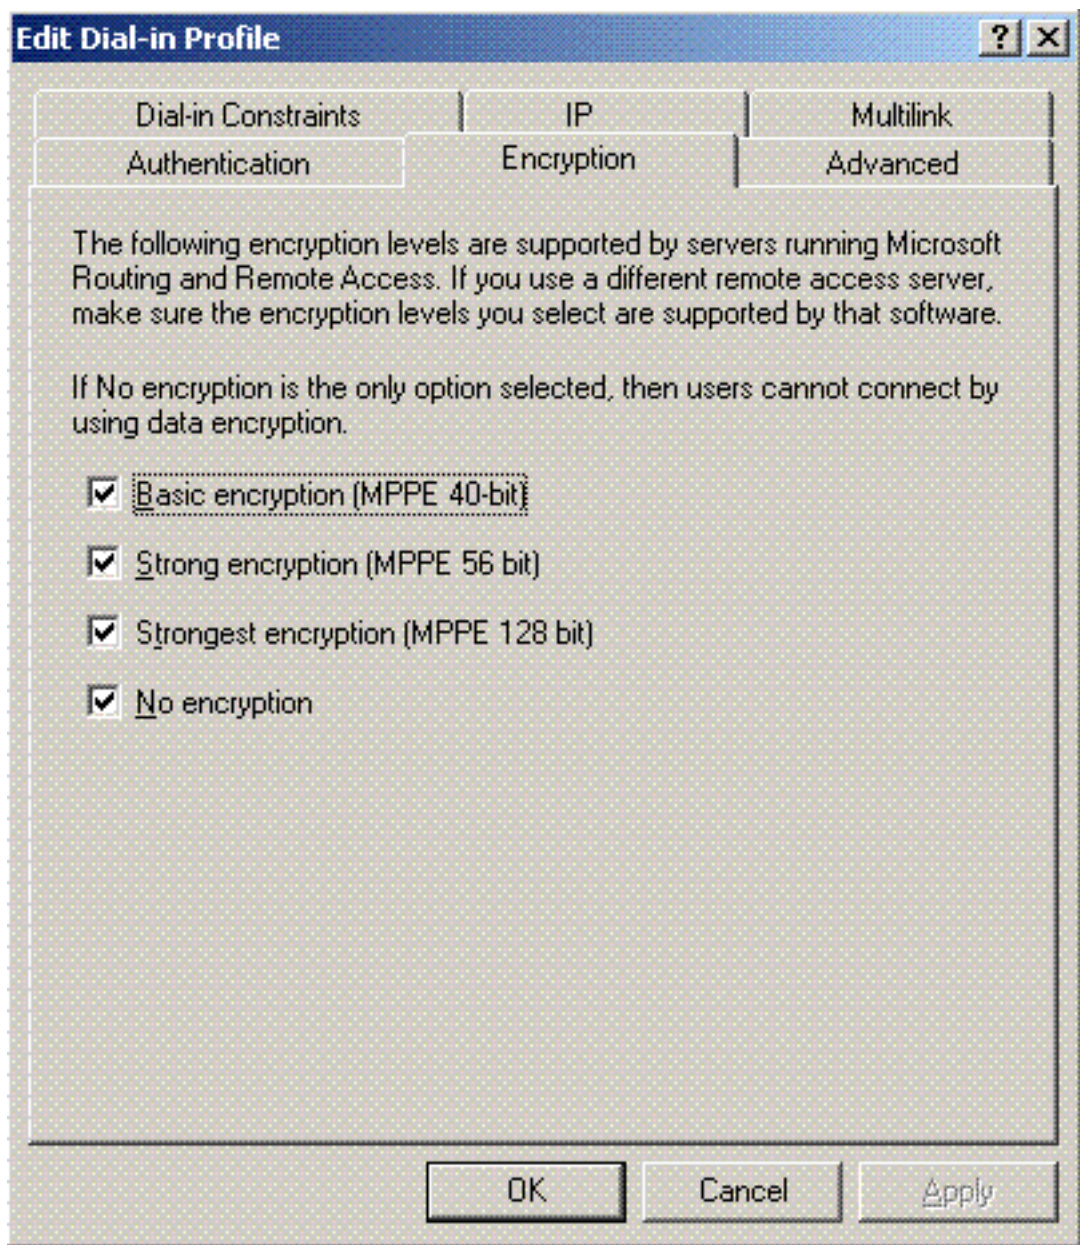 Edit Dial-in Profile
Dial-in Constraints IP Multilink
Authentication Encryption Advanced
The following encryption levels are supported by servers running Microsoft
Routing and Remote Access. If you use a different remote access server,
make sure the encryption levels you select are supported by that software.
If No encryption is the only option selected, then users cannot connect by
using data encryption.
Basic encryption (MPPE 40-bit)
Strong encryption (MPPE 56 bit)
Strongest encryption (MPPE 128 bit)
No encryption
OK Cancel Apply